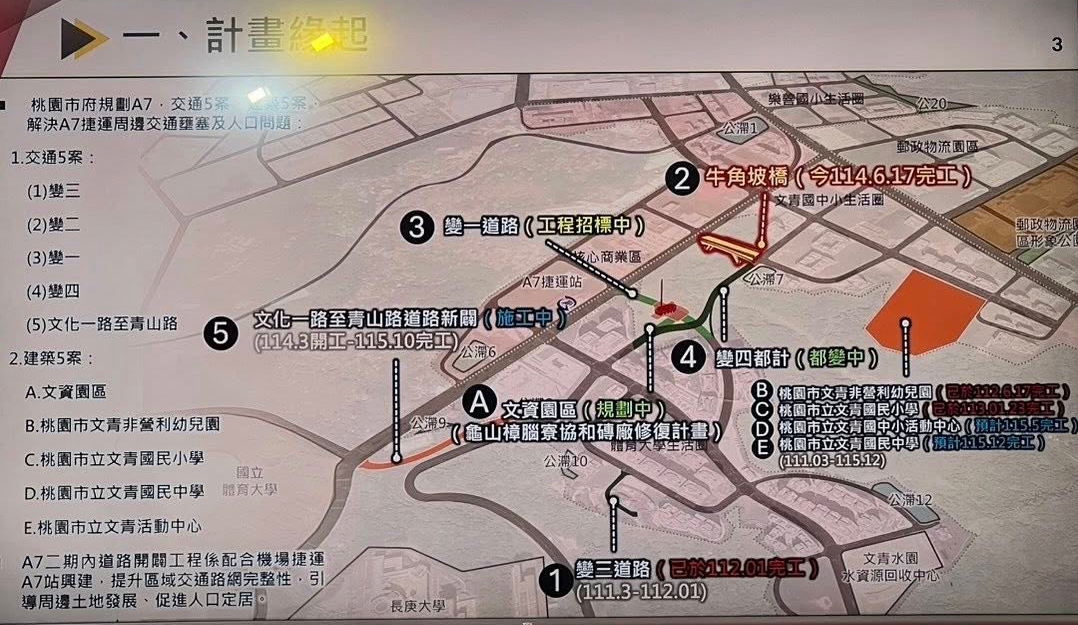 一、計畫緣起
3
桃園市府規劃A7，交通5案、建築5案，
解決A7捷運周邊交通壅塞及人口問題：
1.交通5案：
(1)變三
(2)變二
(3)變一
(4)變四
(5)文化一路至青山路
2.建築5案：
A.文資園區
B.桃園市文青非營利幼兒園
C.桃園市立文青國民小學
D.桃園市立文青國民中學
E.桃園市立文青活動中心
A7二期內道路開闢工程係配合機場捷運
A7站興建，提升區域交通路網完整性，引
導周邊土地發展、促進人口定居。
樂善國小生活圈
公20
公滯1
郵政物流園區
2 牛角坡橋（今114.6.17完工）
文青國中小生活圈
3 變一道路（工程招標中）
郵政物流園
區形象公園
核心商業區
A7捷運站
公滯7
5 文化一路至青山路道路新闢（施工中）
(114.3開工-115.10完工)
公滯6
4 變四都計（都變中）
A 文資園區（規劃中）
（龜山樟腦寮協和磚廠修復計畫）
B 桃園市文青非營利幼兒園（已於112.6.17完工）
C 桃園市立文青國民小學（已於113.01.23完工）
D 桃園市立文青國中小活動中心（預計115.5完工）
E 桃園市立文青國民中學（預計115.12完工）
(111.03-115.12)
公滯9
體育大學生活圈
公滯10
國立
體育大學
公滯12
1 變三道路（已於112.01完工）
(111.3-112.01)
文青水園
水資源回收中心
長庚大學